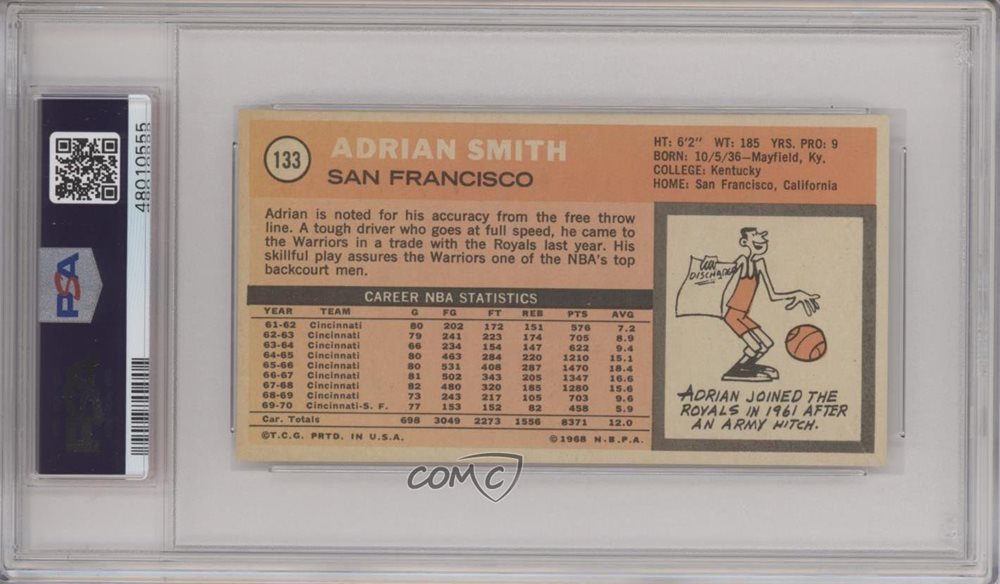 48010555
PSA
133
ADRIAN SMITH
SAN FRANCISCO
HT: 6'2" WT: 185 YRS. PRO: 9
BORN: 10/5/36—Mayfield, Ky.
COLLEGE: Kentucky
HOME: San Francisco, California
Adrian is noted for his accuracy from the free throw
line. A tough driver who goes at full speed, he came to
the Warriors in a trade with the Royals last year. His
skillful play assures the Warriors one of the NBA's top
backcourt men.
CAREER NBA STATISTICS
YEAR TEAM G FG FT REB PTS AVG
61-62 Cincinnati 80 202 172 151 576 7.2
62-63 Cincinnati 79 241 223 174 705 8.9
63-64 Cincinnati 66 234 154 147 622 9.4
64-65 Cincinnati 80 463 284 220 1210 15.1
65-66 Cincinnati 80 531 408 287 1470 18.4
66-67 Cincinnati 81 502 343 205 1347 16.6
67-68 Cincinnati 82 480 320 185 1280 15.6
68-69 Cincinnati 73 243 217 105 703 9.6
69-70 Cincinnati-S. F. 77 153 152 82 458 5.9
Car. Totals 698 3049 2273 1556 8371 12.0
©T.C.G. PRTD. IN U.S.A. ©1968 N.B.P.A.
DISCHARGE
ADRIAN JOINED THE
ROYALS IN 1961 AFTER
AN ARMY HITCH.
COMC